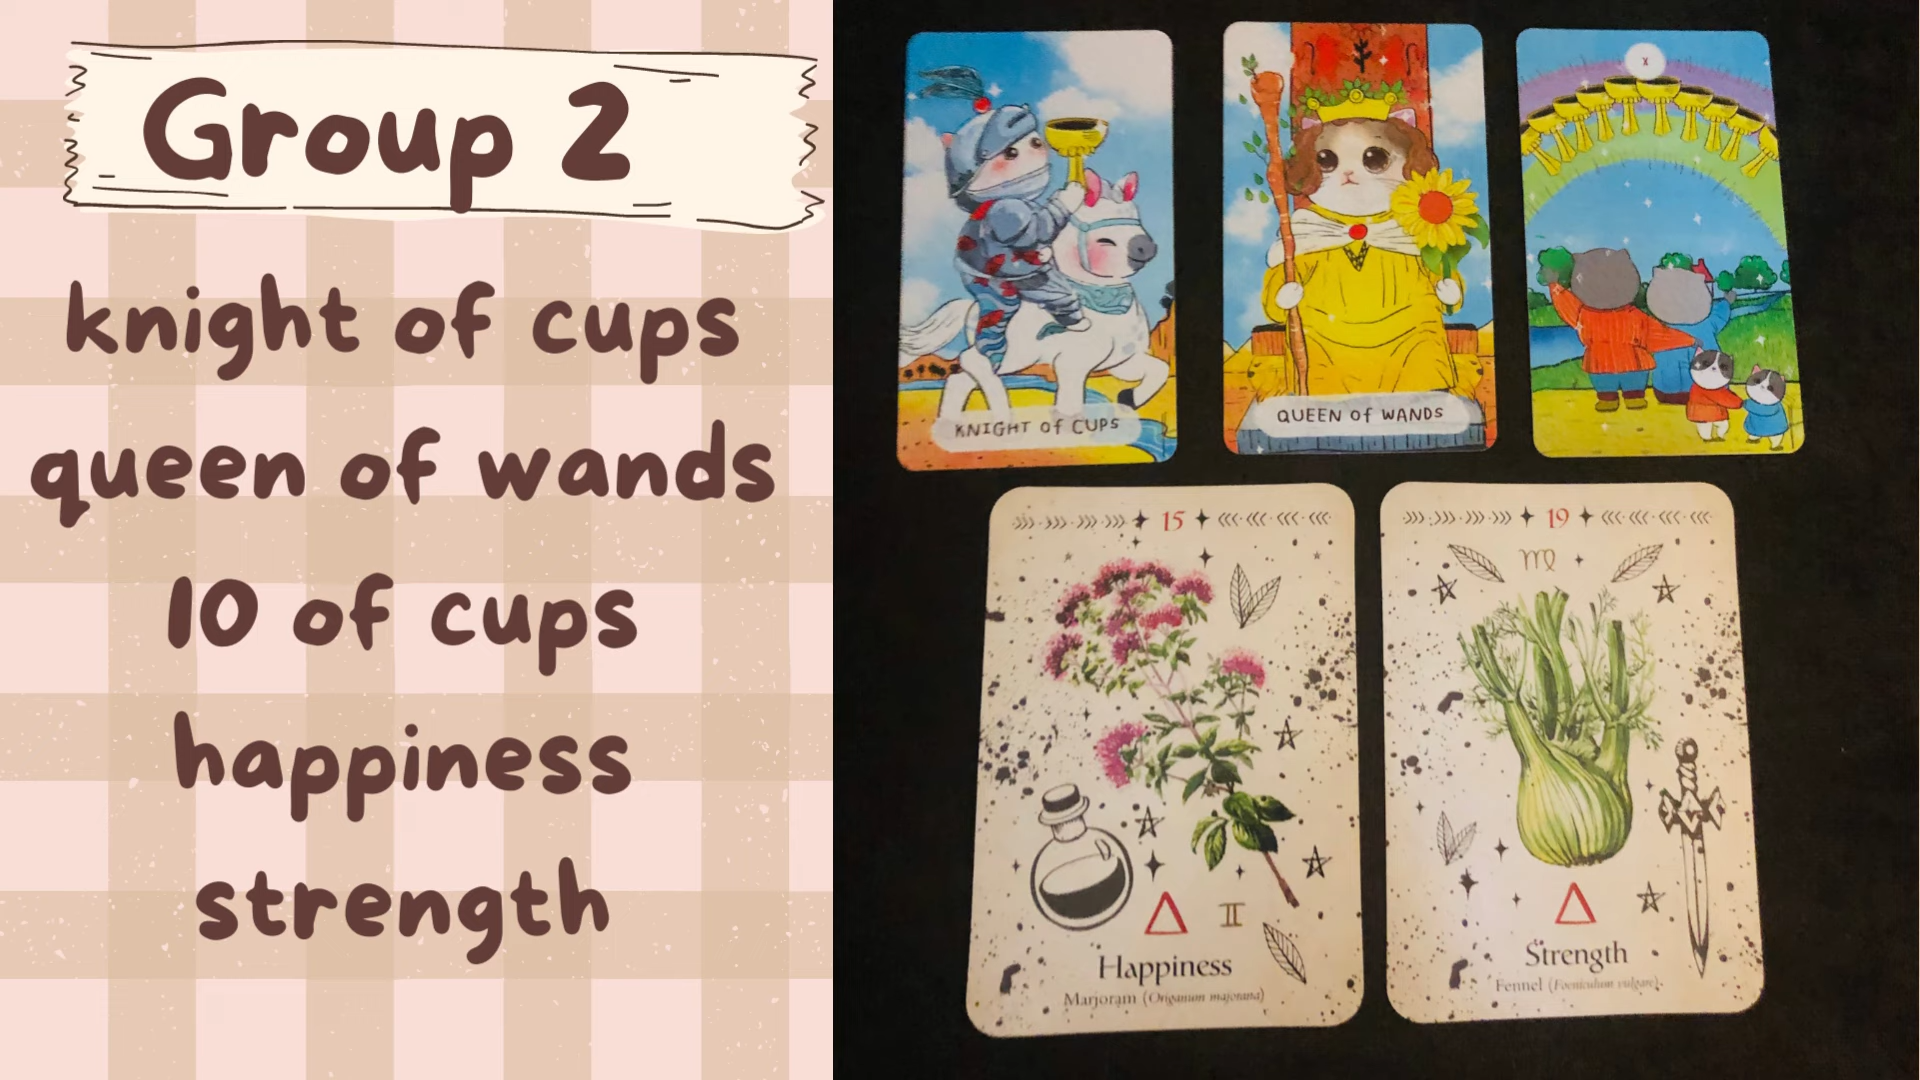 Group 2
knight of cups
queen of wands
10 of cups
happiness
strength
KNIGHT of CUPS
QUEEN of WANDS
X
15
19
Happiness
Marjoram (Origanum majorana)
Strength
Fennel (Foeniculum vulgare)